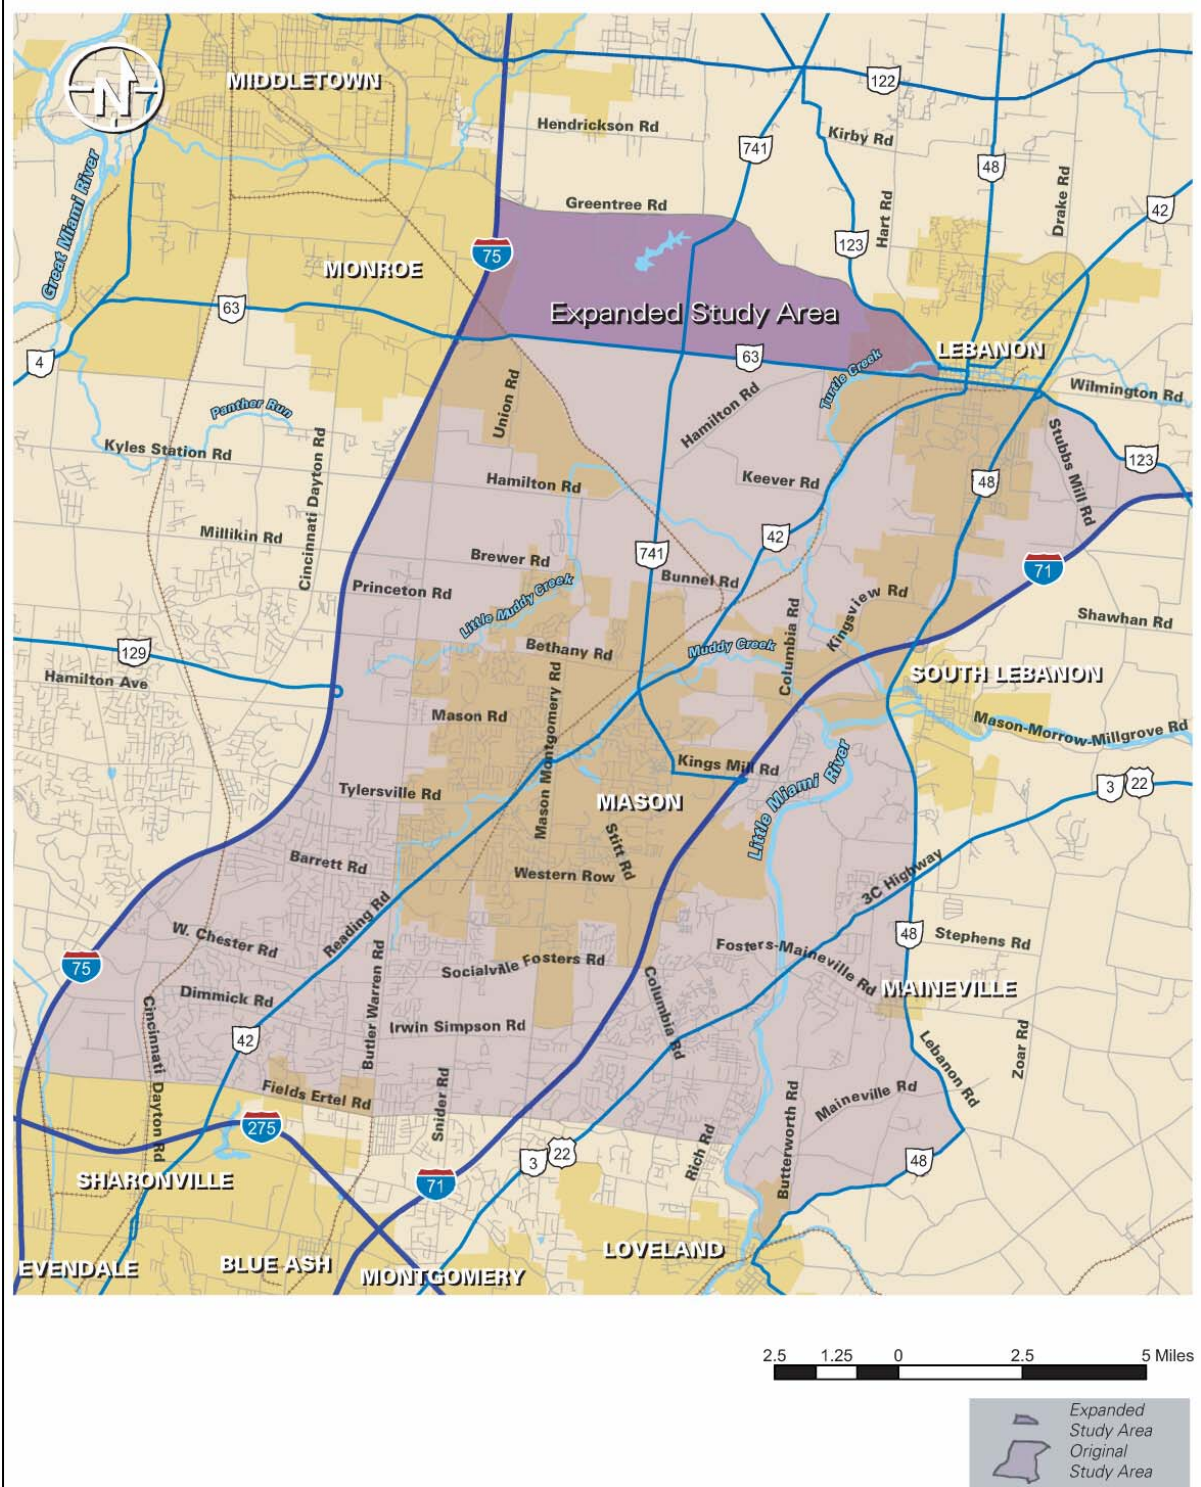 N
MIDDLETOWN
122
Hendrickson Rd
Kirby Rd
741
48
Drake Rd
Great Miami River
Greentree Rd
Hart Rd
42
123
75
MONROE
63
Expanded Study Area
4
63
LEBANON
Turtle Creek
Wilmington Rd
Panther Run
Union Rd
Hamilton Rd
Kyles Station Rd
Cincinnati Dayton Rd
Stubbs Mill Rd
123
Hamilton Rd
Keever Rd
48
Millikin Rd
Brewer Rd
741
42
Bunnel Rd
71
Princeton Rd
Little Muddy Creek
Columbia Rd
Kingsview Rd
Shawhan Rd
129
Bethany Rd
Muddy Creek
Hamilton Ave
Mason Montgomery Rd
SOUTH LEBANON
Mason Rd
Mason-Morrow-Millgrove Rd
Kings Mill Rd
Little Miami River
Tylersville Rd
MASON
3
22
Stitt Rd
Barrett Rd
Western Row
3C Highway
Reading Rd
W. Chester Rd
48
Stephens Rd
Fosters-Maineville Rd
Socialville Fosters Rd
75
Butler Warren Rd
Columbia Rd
MAINEVILLE
Dimmick Rd
Irwin Simpson Rd
Cincinnati Dayton Rd
42
Lebanon Rd
Zoar Rd
Fields Ertel Rd
Snider Rd
Maineville Rd
Butterworth Rd
275
Rich Rd
3
22
48
SHARONVILLE
71
LOVELAND
EVENDALE
BLUE ASH
MONTGOMERY
2.5 1.25 0 2.5 5 Miles
Expanded
Study Area
Original
Study Area